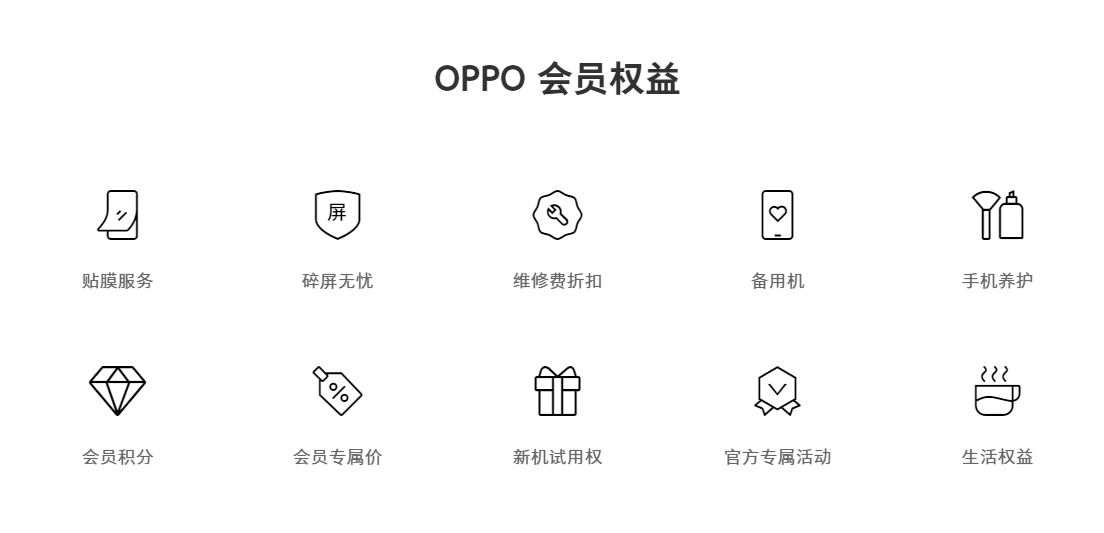 OPPO 会员权益
屏
贴膜服务
碎屏无忧
维修费折扣
备用机
手机养护
%
会员积分
会员专属价
新机试用权
官方专属活动
生活权益